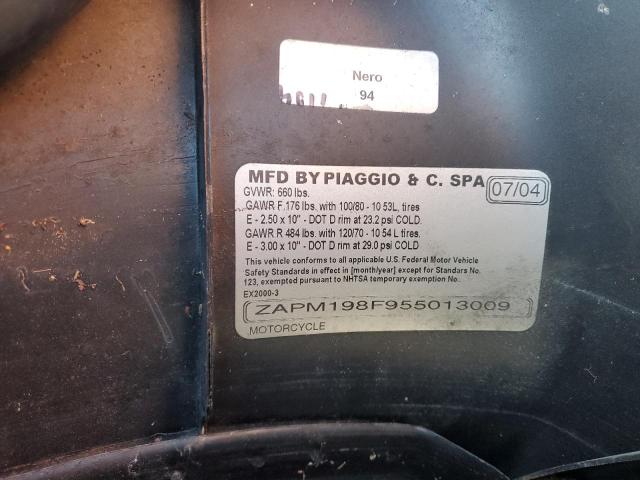 Nero
94
MFD BY PIAGGIO & C. SPA 07/04
GVWR: 660 lbs.
GAWR F.176 lbs. with 100/80 - 10 53L, tires
E - 2.50 x 10" - DOT D rim at 23.2 psi COLD.
GAWR R 484 lbs. with 120/70 - 10 54 L tires
E - 3.00 x 10" - DOT D rim at 29.0 psi COLD
This vehicle conforms to all applicable U.S. Federal Motor Vehicle
Safety Standards in effect in [month/year] except for Standars No.
123, exempted pursuant to NHTSA temporary exemption No.
EX2000-3
ZAPM198F955013009
MOTORCYCLE